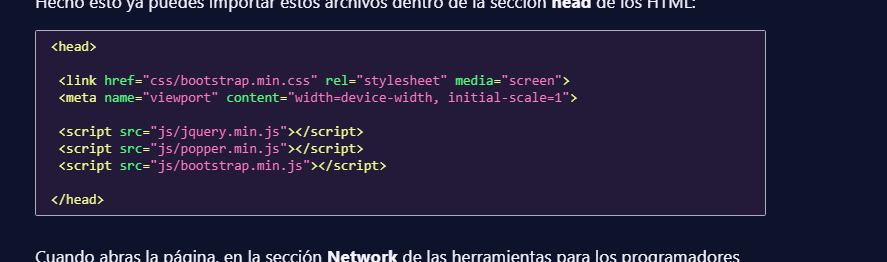 Hecho esto ya puedes importar estos archivos dentro de la sección head de los HTML:
<head>
<link href="css/bootstrap.min.css" rel="stylesheet" media="screen">
<meta name="viewport" content="width=device-width, initial-scale=1">
<script src="js/jquery.min.js"></script>
<script src="js/popper.min.js"></script>
<script src="js/bootstrap.min.js"></script>
</head>
Cuando abras la página, en la sección Network de las herramientas para los programadores